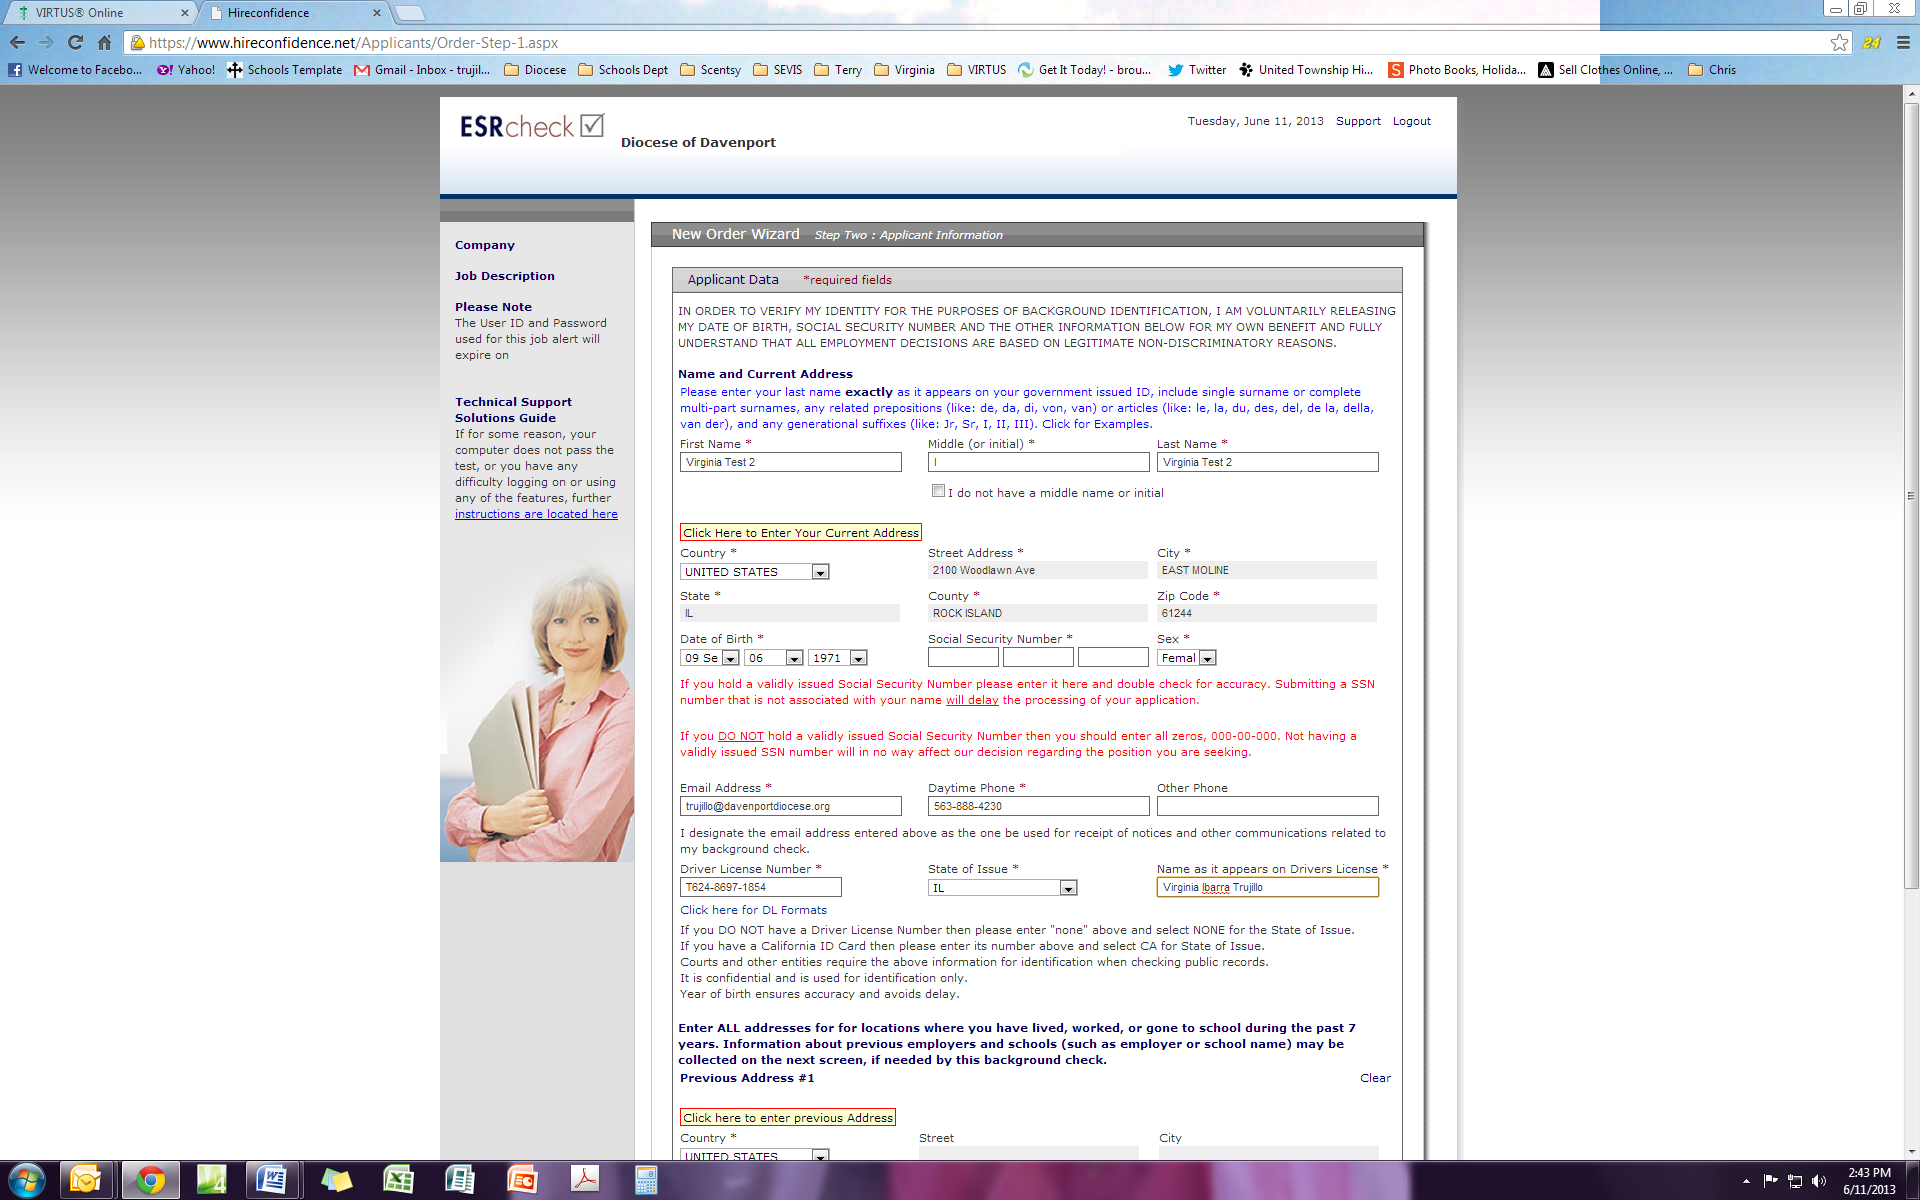 VIRTUS® Online
Hireconfidence
https://www.hireconfidence.net/Applicants/Order-Step-1.aspx
24
Welcome to Facebo... Yahoo! Schools Template Gmail - Inbox - trujil... Diocese Schools Dept Scentsy SEVIS Terry Virginia VIRTUS Get It Today! - brou... Twitter United Township Hi... Photo Books, Holida... Sell Clothes Online, ... Chris
ESRcheck
Diocese of Davenport
Tuesday, June 11, 2013 Support Logout
Company
Job Description
Please Note
The User ID and Password
used for this job alert will
expire on
Technical Support
Solutions Guide
If for some reason, your
computer does not pass the
test, or you have any
difficulty logging on or using
any of the features, further
instructions are located here
New Order Wizard Step Two : Applicant Information
Applicant Data *required fields
IN ORDER TO VERIFY MY IDENTITY FOR THE PURPOSES OF BACKGROUND IDENTIFICATION, I AM VOLUNTARILY RELEASING
MY DATE OF BIRTH, SOCIAL SECURITY NUMBER AND THE OTHER INFORMATION BELOW FOR MY OWN BENEFIT AND FULLY
UNDERSTAND THAT ALL EMPLOYMENT DECISIONS ARE BASED ON LEGITIMATE NON-DISCRIMINATORY REASONS.
Name and Current Address
Please enter your last name exactly as it appears on your government issued ID, include single surname or complete
multi-part surnames, any related prepositions (like: de, da, di, von, van) or articles (like: le, la, du, des, del, de la, della,
van der), and any generational suffixes (like: Jr, Sr, I, II, III). Click for Examples.
First Name * Middle (or initial) * Last Name *
Virginia Test 2 I Virginia Test 2
I do not have a middle name or initial
Click Here to Enter Your Current Address
Country * Street Address * City *
UNITED STATES 2100 Woodlawn Ave EAST MOLINE
State * County * Zip Code *
IL ROCK ISLAND 61244
Date of Birth * Social Security Number * Sex *
09 Se 06 1971 Femal
If you hold a validly issued Social Security Number please enter it here and double check for accuracy. Submitting a SSN
number that is not associated with your name will delay the processing of your application.
If you DO NOT hold a validly issued Social Security Number then you should enter all zeros, 000-00-000. Not having a
validly issued SSN number will in no way affect our decision regarding the position you are seeking.
Email Address * Daytime Phone * Other Phone
trujillo@davenportdiocese.org 563-888-4230
I designate the email address entered above as the one be used for receipt of notices and other communications related to
my background check.
Driver License Number * State of Issue * Name as it appears on Drivers License *
T624-8697-1854 IL Virginia Ibarra Trujillo
Click here for DL Formats
If you DO NOT have a Driver License Number then please enter "none" above and select NONE for the State of Issue.
If you have a California ID Card then please enter its number above and select CA for State of Issue.
Courts and other entities require the above information for identification when checking public records.
It is confidential and is used for identification only.
Year of birth ensures accuracy and avoids delay.
Enter ALL addresses for for locations where you have lived, worked, or gone to school during the past 7
years. Information about previous employers and schools (such as employer or school name) may be
collected on the next screen, if needed by this background check.
Previous Address #1 Clear
Click here to enter previous Address
Country * Street City
UNITED STATES
2:43 PM
6/11/2013